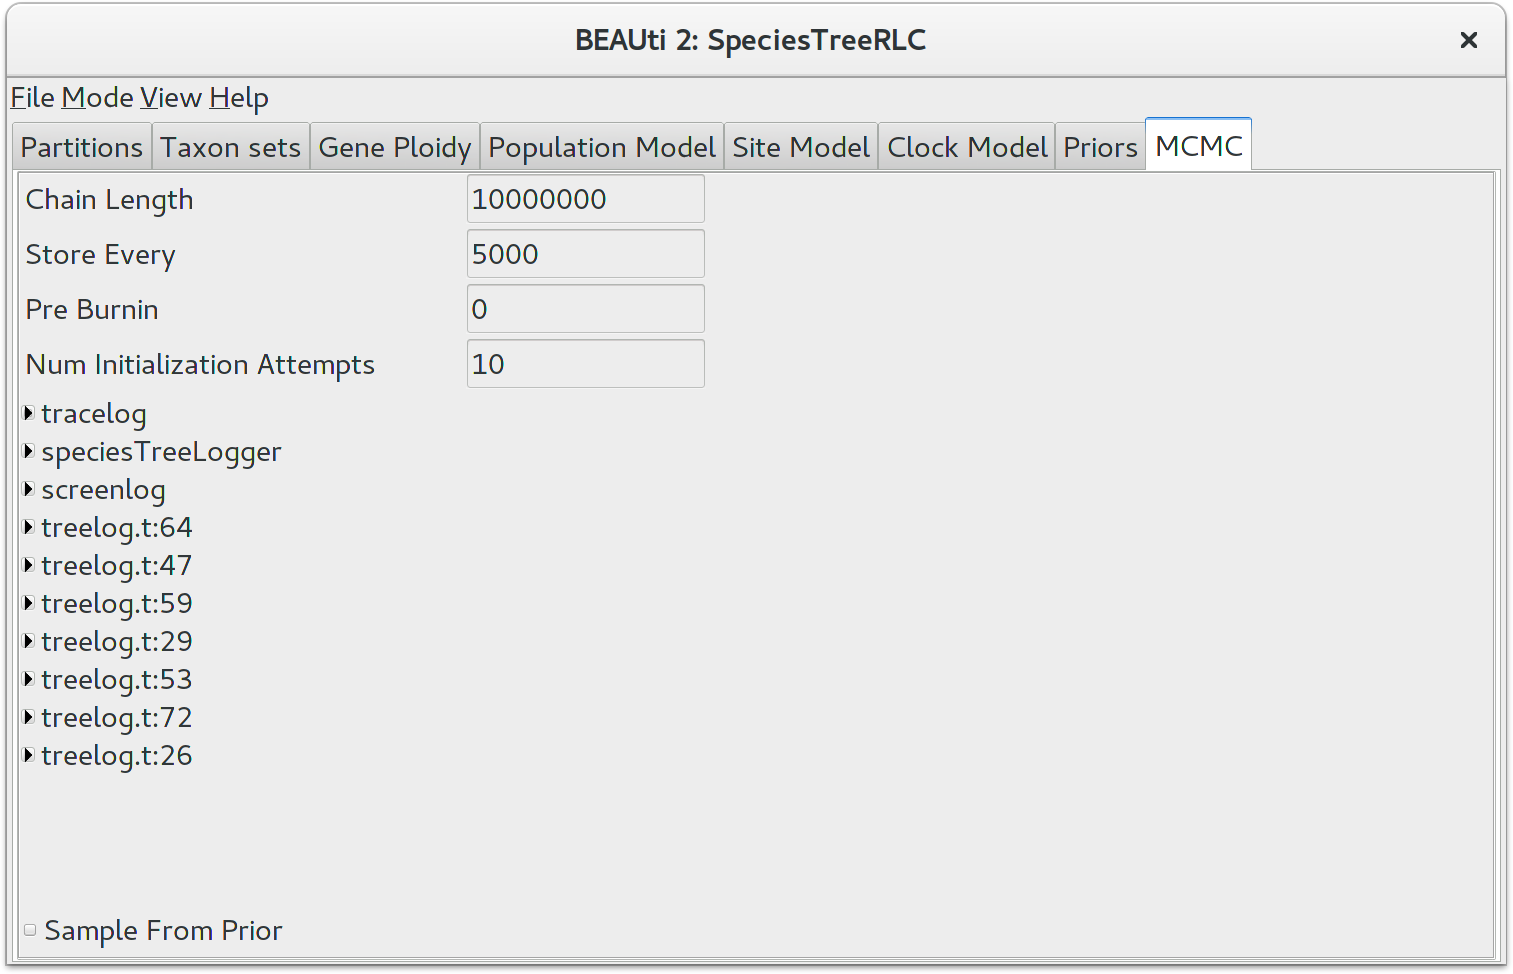 BEAUti 2: SpeciesTreeRLC
File Mode View Help
Partitions Taxon sets Gene Ploidy Population Model Site Model Clock Model Priors MCMC
Chain Length 10000000
Store Every 5000
Pre Burnin 0
Num Initialization Attempts 10
tracelog
speciesTreeLogger
screenlog
treelog.t:64
treelog.t:47
treelog.t:59
treelog.t:29
treelog.t:53
treelog.t:72
treelog.t:26
Sample From Prior